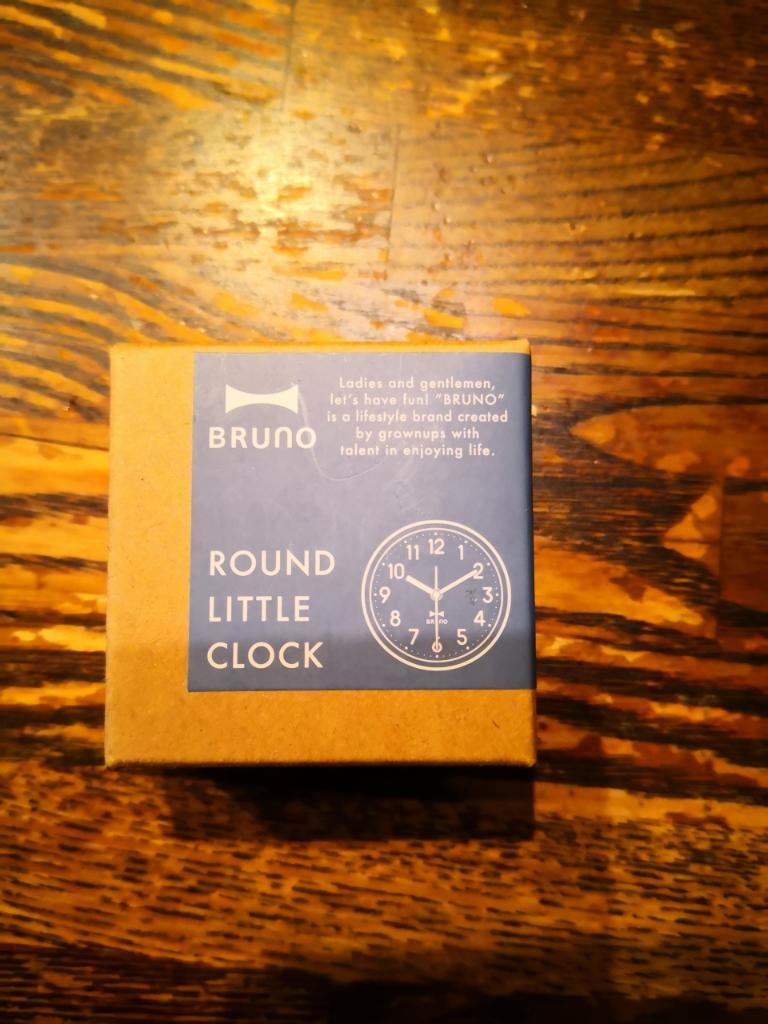 BRUNO
Ladies and gentlemen,
let's have fun! "BRUNO"
is a lifestyle brand created
by grownups with
talent in enjoying life.
ROUND
LITTLE
CLOCK
12
1
2
3
4
5
6
7
8
9
10
11
BRUNO